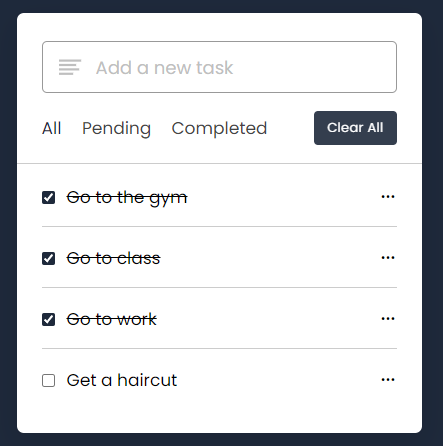 Add a new task
All Pending Completed Clear All
Go to the gym
Go to class
Go to work
Get a haircut